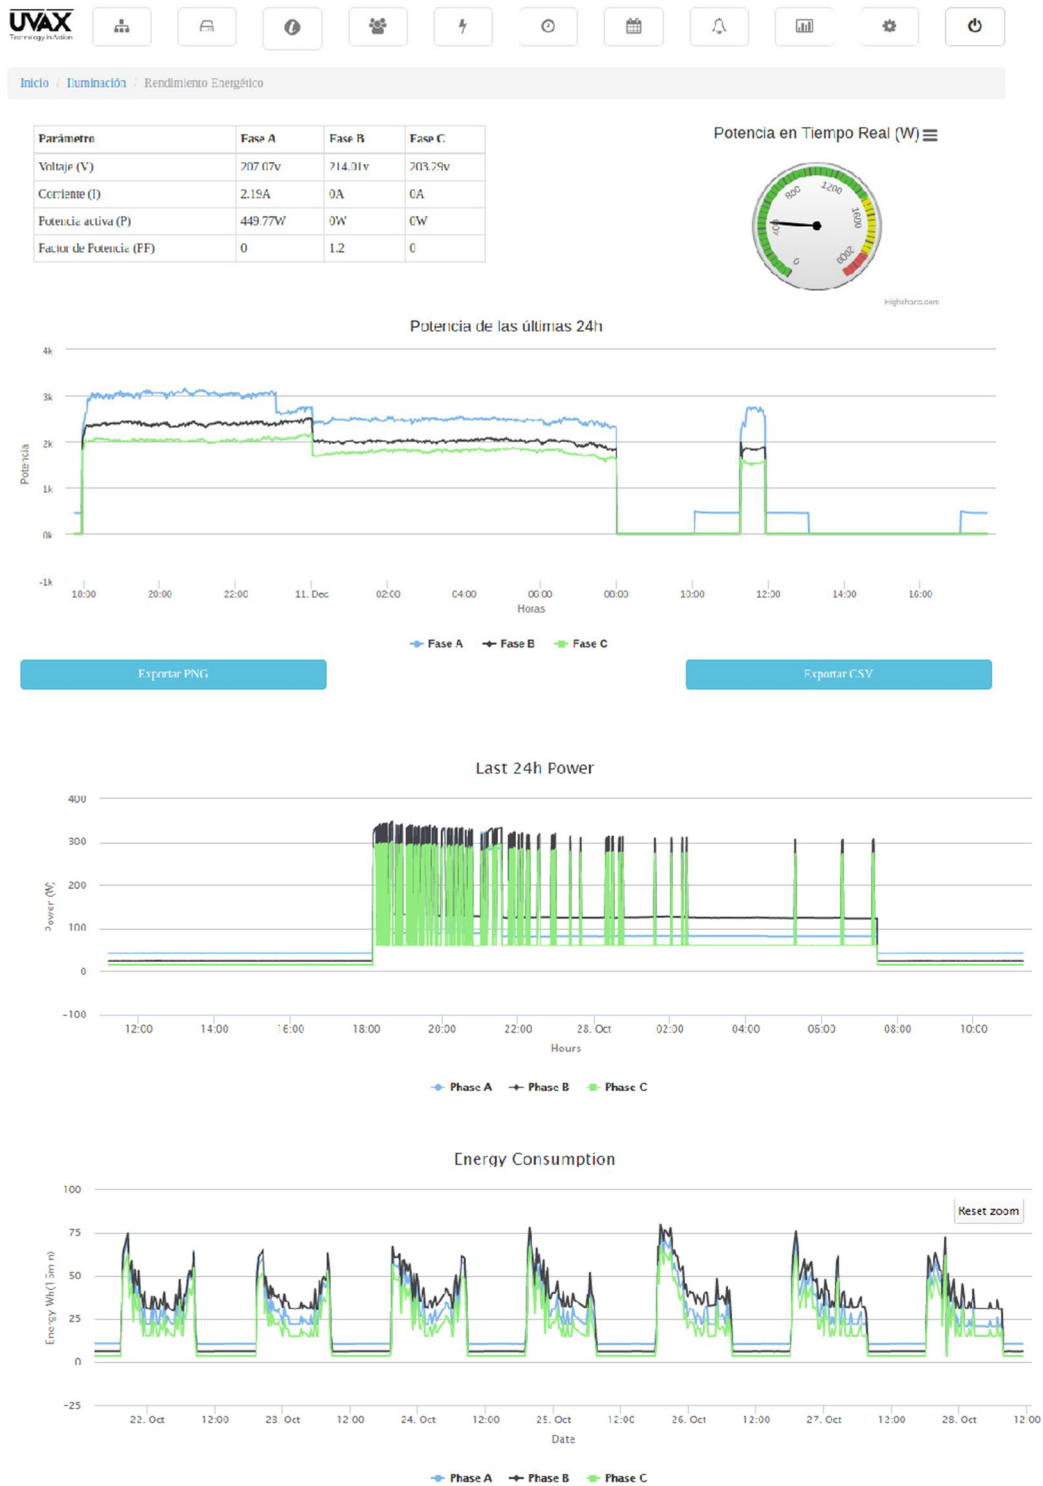 UVAX
Technology in Action
Inicio / Iluminación / Rendimiento Energético
Parámetro Fase A Fase B Fase C
Voltaje (V) 207.07v 214.01v 203.29v
Corriente (I) 2.19A 0A 0A
Potencia activa (P) 449.77W 0W 0W
Factor de Potencia (PF) 0 1.2 0
Potencia en Tiempo Real (W)
0 400 800 1200 1600 2000
Highcharts.com
Potencia de las últimas 24h
4k
3k
2k
1k
0k
-1k
Potencia
18:00 20:00 22:00 11. Dec 02:00 04:00 06:00 08:00 10:00 12:00 14:00 16:00
Horas
Fase A Fase B Fase C
Exportar PNG Exportar CSV
Last 24h Power
400
300
200
100
0
-100
Power (W)
12:00 14:00 16:00 18:00 20:00 22:00 28. Oct 02:00 04:00 06:00 08:00 10:00
Hours
Phase A Phase B Phase C
Energy Consumption
Reset zoom
100
75
50
25
0
-25
Energy Wh(15min)
22. Oct 12:00 23. Oct 12:00 24. Oct 12:00 25. Oct 12:00 26. Oct 12:00 27. Oct 12:00 28. Oct 12:00
Date
Phase A Phase B Phase C